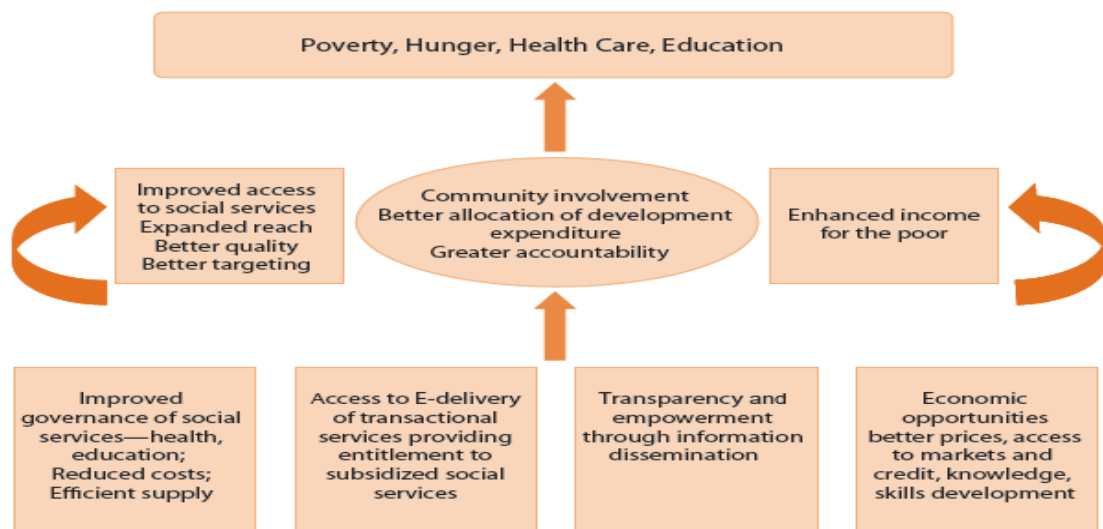 Poverty, Hunger, Health Care, Education
Improved access
to social services
Expanded reach
Better quality
Better targeting
Community involvement
Better allocation of development
expenditure
Greater accountability
Enhanced income
for the poor
Improved
governance of social
services—health,
education;
Reduced costs;
Efficient supply
Access to E-delivery
of transactional
services providing
entitlement to
subsidized social
services
Transparency and
empowerment
through information
dissemination
Economic
opportunities
better prices, access
to markets and
credit, knowledge,
skills development